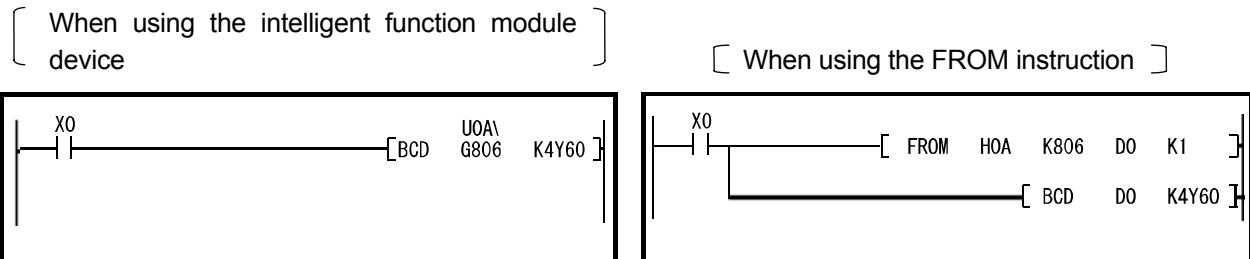 When using the intelligent function module
device
When using the FROM instruction
X0
BCD U0A\
G806 K4Y60
X0
FROM H0A K806 D0 K1
BCD D0 K4Y60